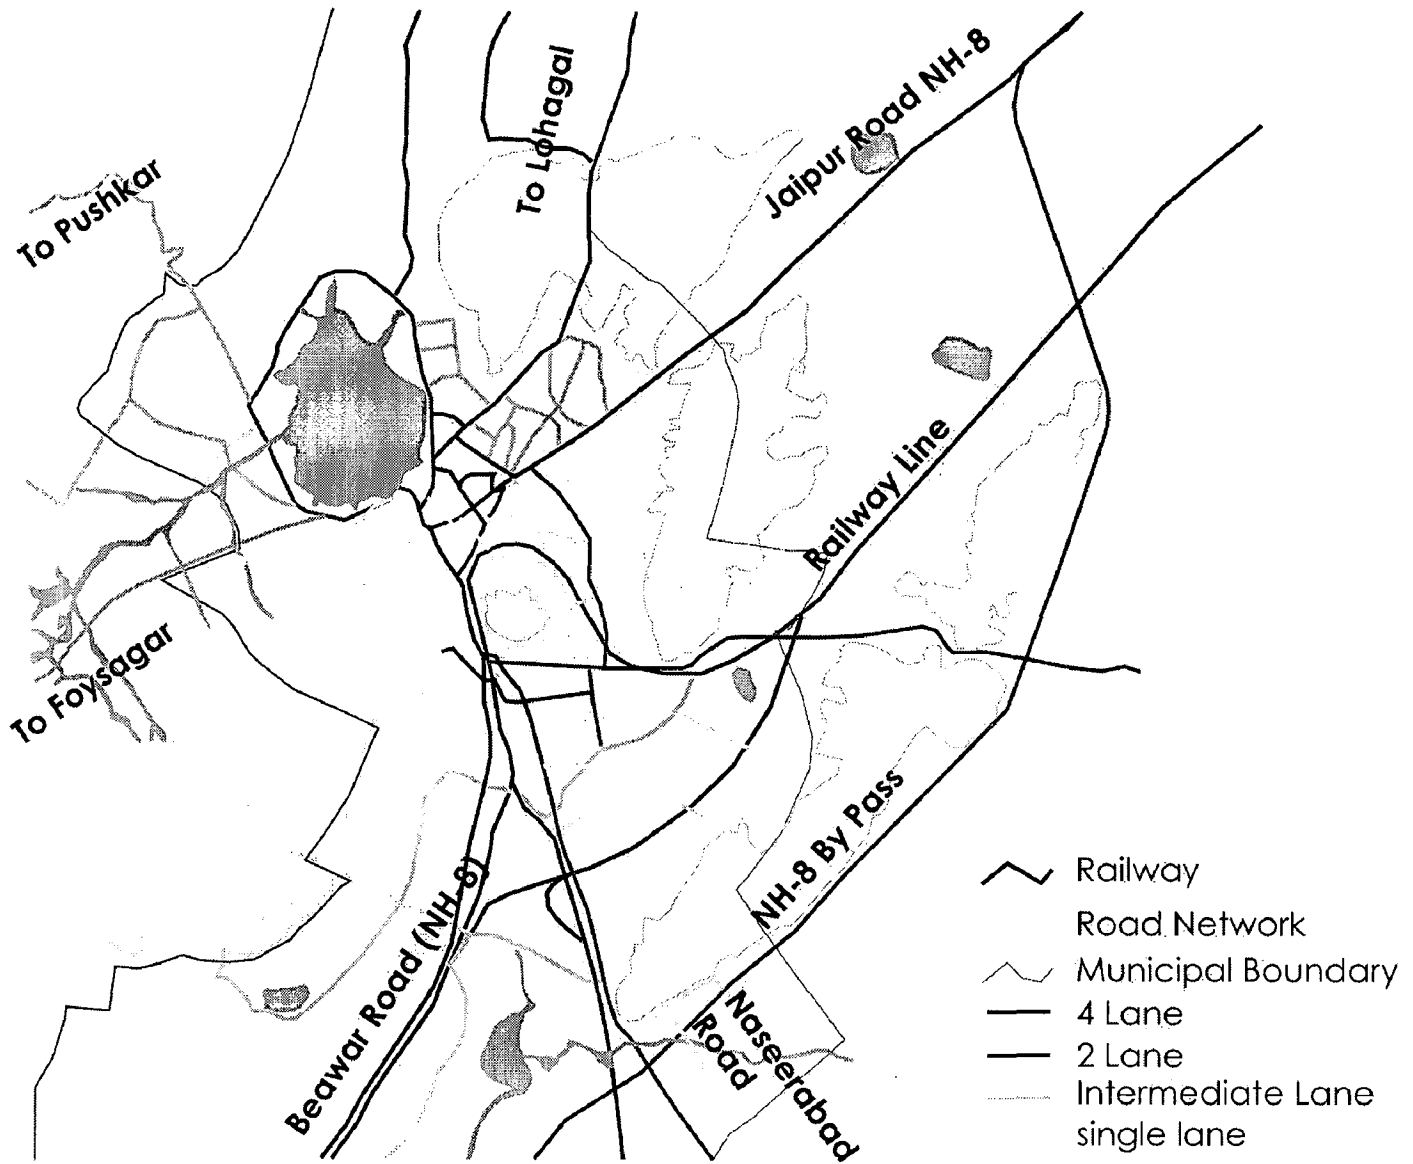 To Pushkar
To Lohagal
Jaipur Road NH-8
Railway Line
To Foysagar
NH-8 By Pass
Beawar Road (NH-8)
Naseerabad
Road
Railway
Road Network
Municipal Boundary
4 Lane
2 Lane
Intermediate Lane
single lane